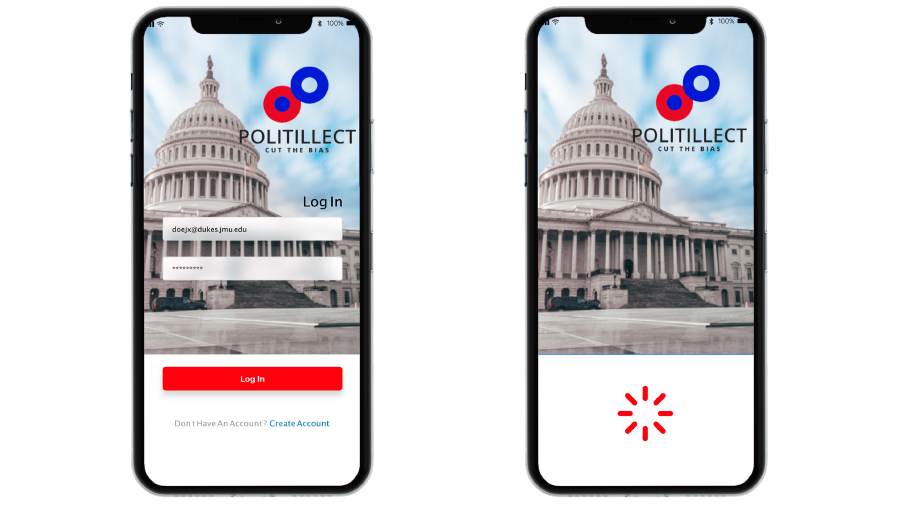 100%
POLITILLECT
CUT THE BIAS
Log In
doejx@dukes.jmu.edu
*********
Log In
Don't Have An Account? Create Account
100%
POLITILLECT
CUT THE BIAS